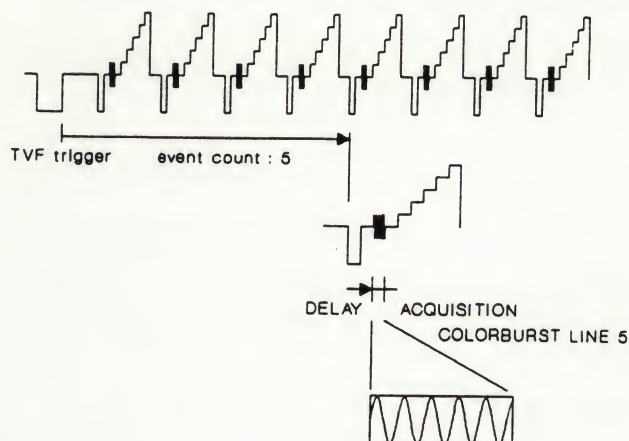 TVF trigger event count : 5
DELAY ACQUISITION
COLORBURST LINE 5